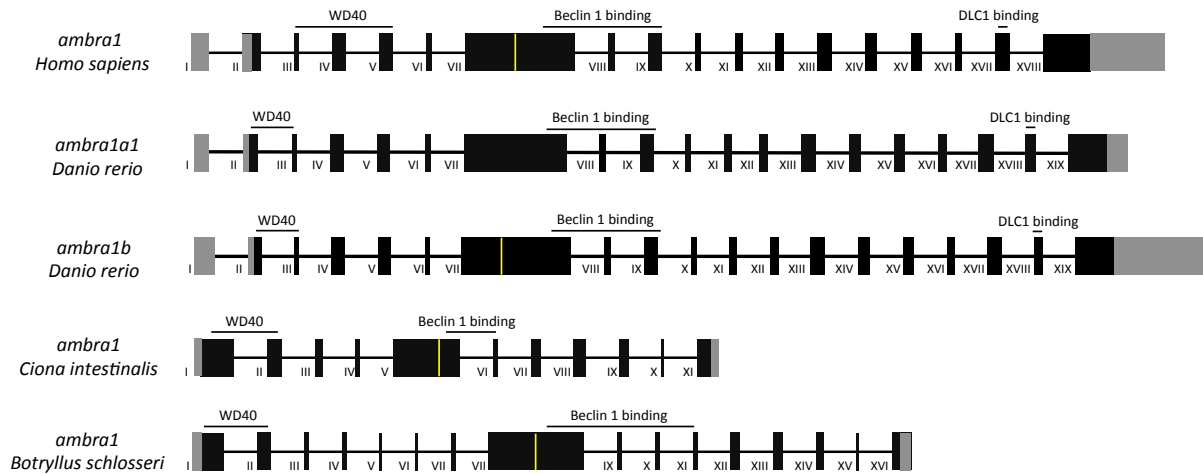 WD40 Beclin 1 binding DLC1 binding
ambra1
Homo sapiens
I II III IV V VI VII VIII IX X XI XII XIII XIV XV XVI XVII XVIII
WD40 Beclin 1 binding DLC1 binding
ambra1a1
Danio rerio
I II III IV V VI VII VIII IX X XI XII XIII XIV XV XVI XVII XVIII XIX
WD40 Beclin 1 binding DLC1 binding
ambra1b
Danio rerio
I II III IV V VI VII VIII IX X XI XII XIII XIV XV XVI XVII XVIII XIX
WD40 Beclin 1 binding
ambra1
Ciona intestinalis
I II III IV V VI VII VIII IX X XI
WD40 Beclin 1 binding
ambra1
Botryllus schlosseri
I II III IV V VI VII VII IX X XI XII XIII XIV XV XVI